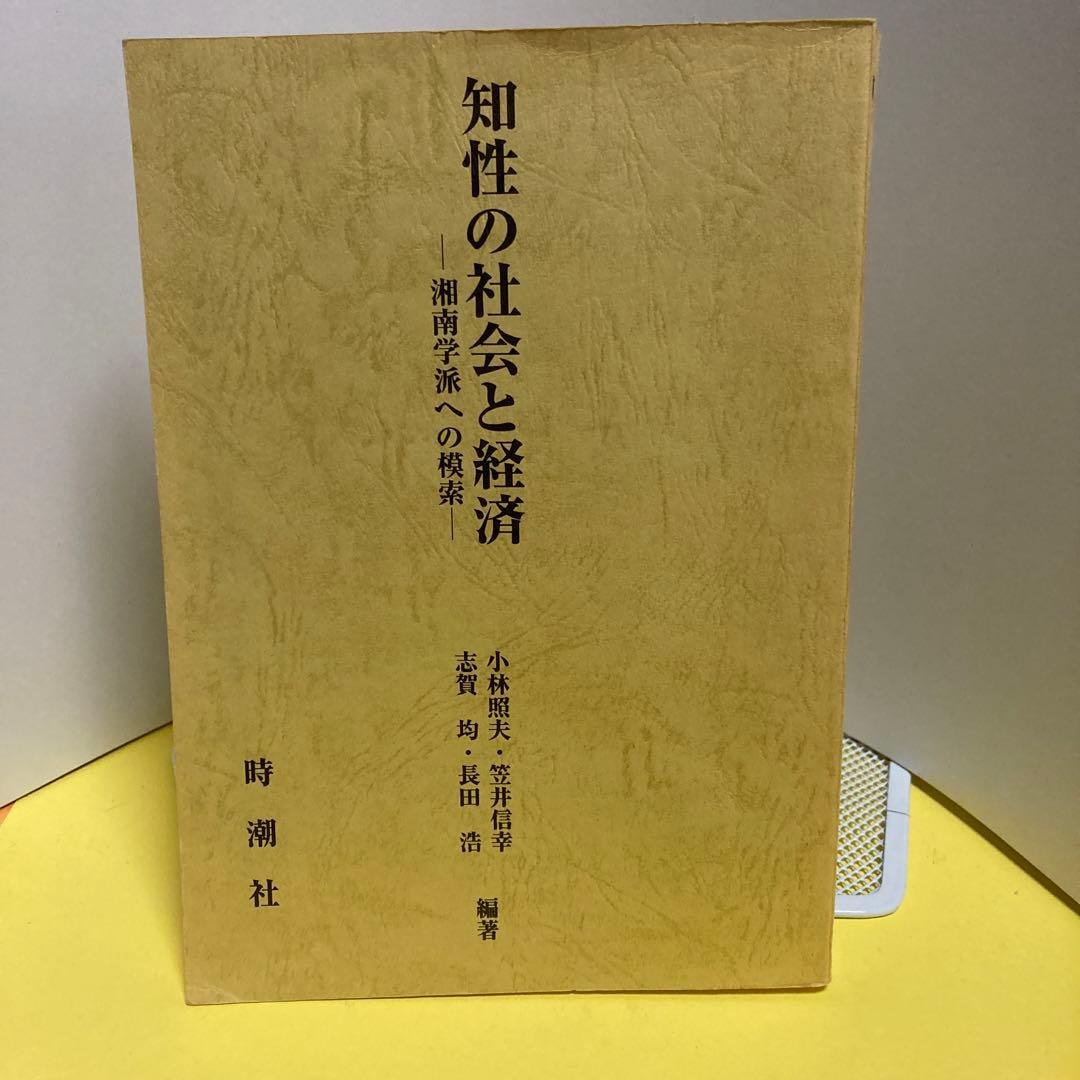 知性の社会と経済
―湘南学派への模索―
小林照夫・笠井信幸
志賀 均・長田 浩
編著
時潮社